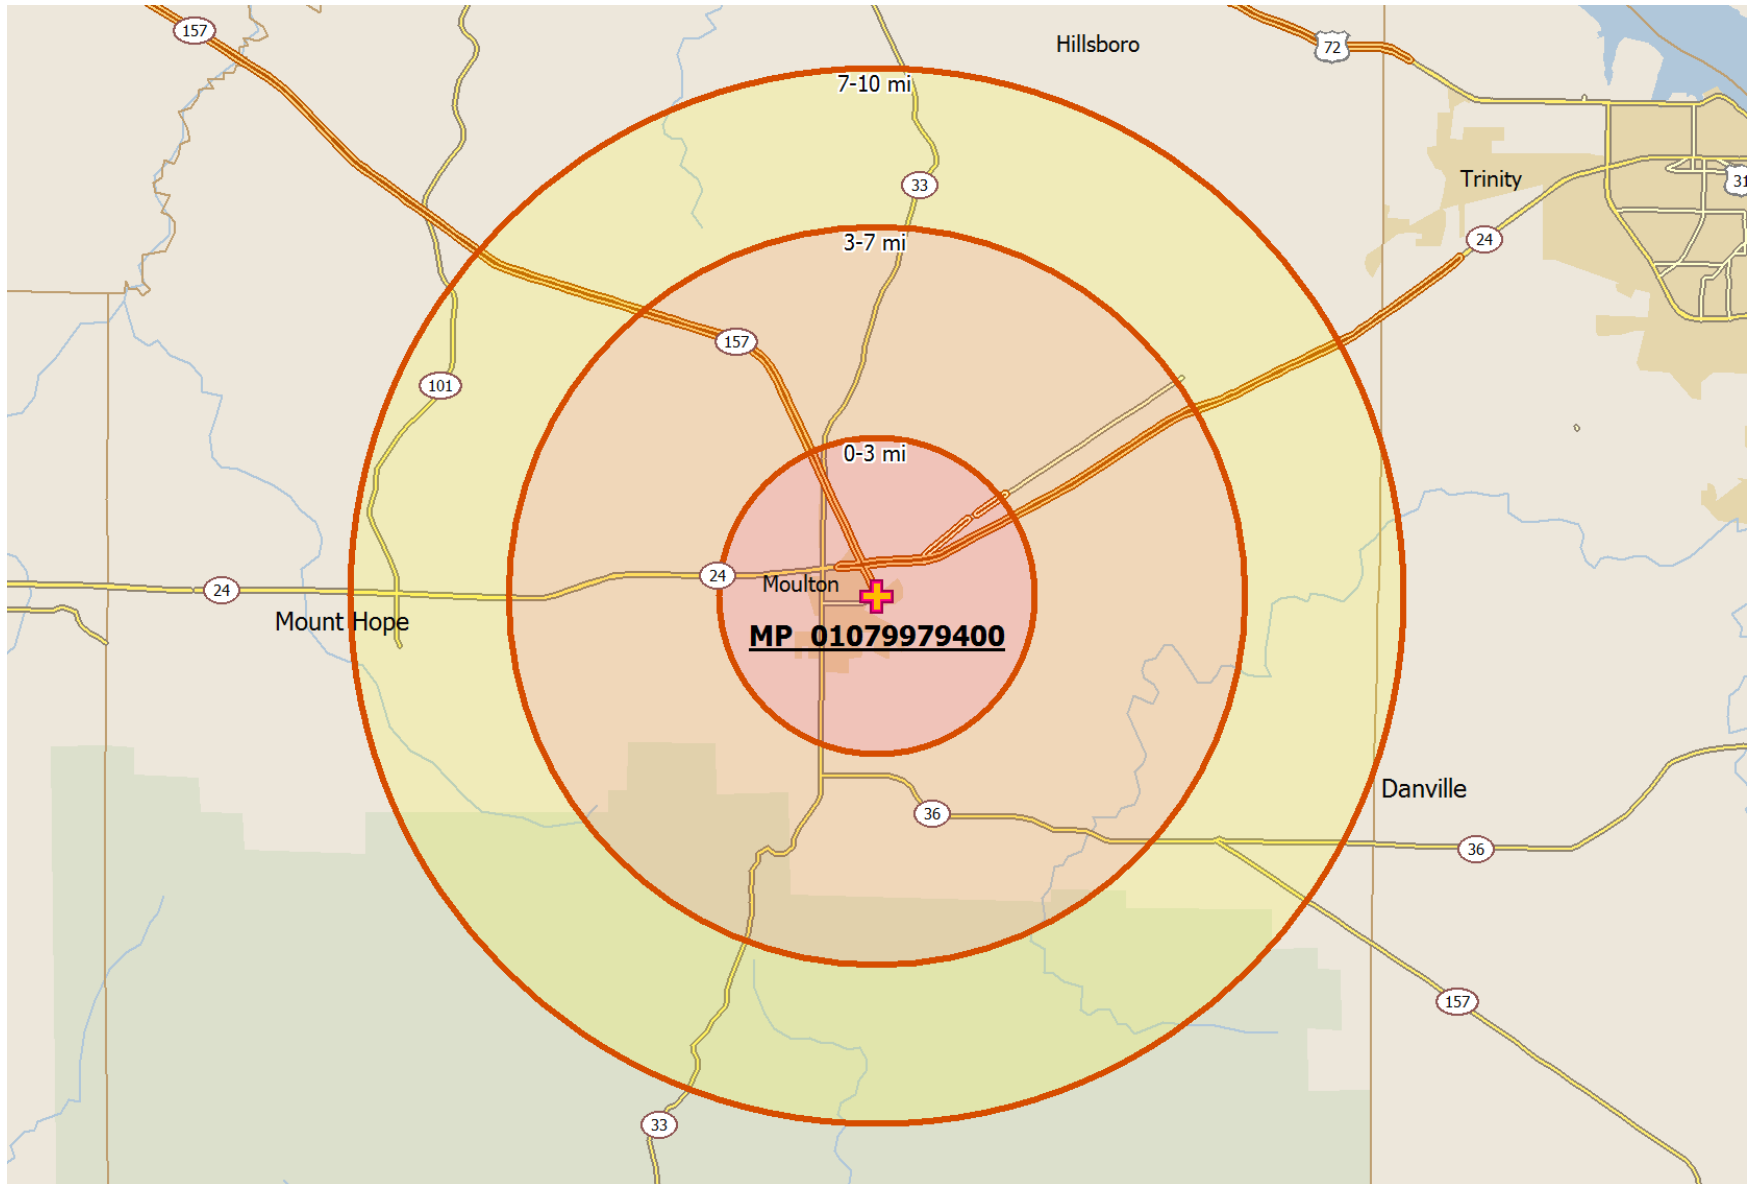 157
72
Hillsboro
7-10 mi
31
33
Trinity
24
3-7 mi
157
101
0-3 mi
24
Moulton
24
Mount Hope
MP 01079979400
Danville
36
36
157
33